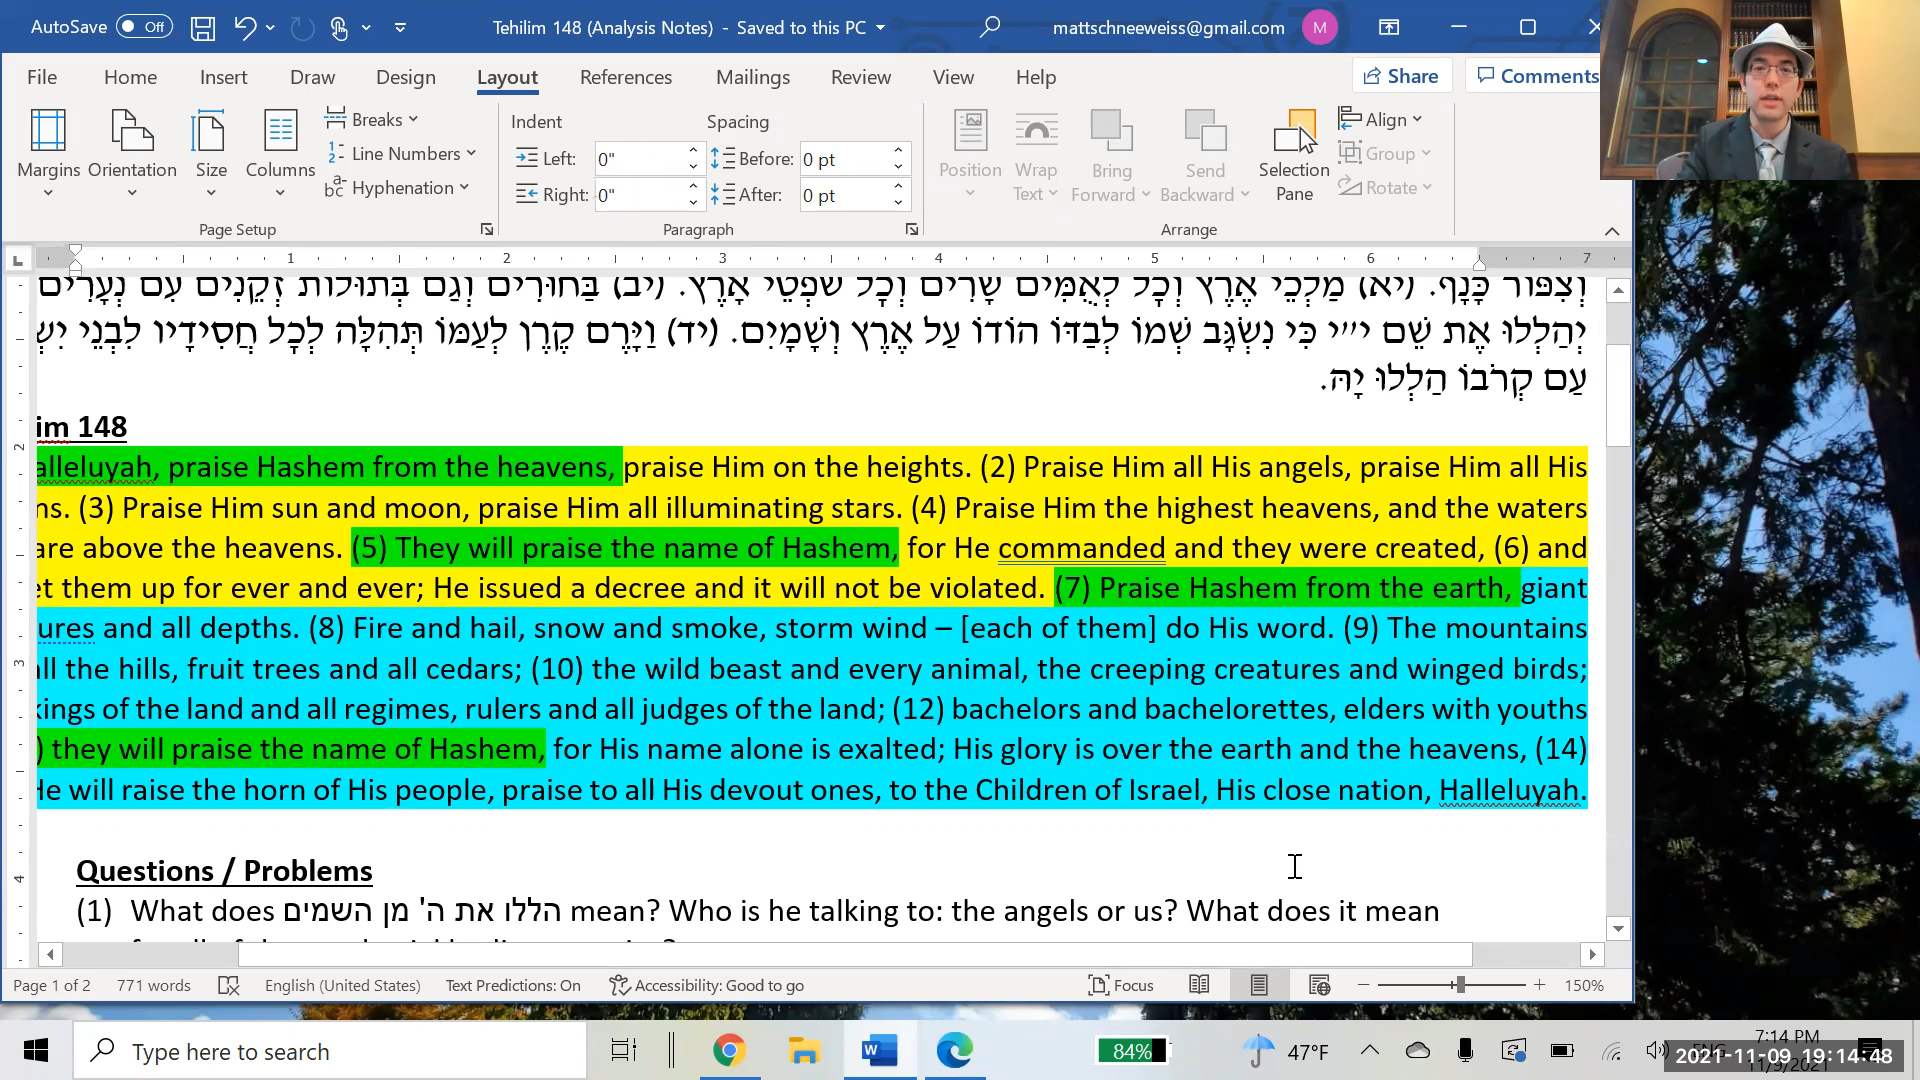 AutoSave Off
Tehilim 148 (Analysis Notes) - Saved to this PC
mattschneeweiss@gmail.com M
File Home Insert Draw Design Layout References Mailings Review View Help
Share Comments
Margins Orientation Size Columns
Breaks
Line Numbers
Hyphenation
Page Setup
Indent Spacing
Left: 0" Before: 0 pt
Right: 0" After: 0 pt
Paragraph
Position Wrap Text Bring Forward Send Backward Selection Pane
Align
Group
Rotate
Arrange
1 2 3 4 5 6 7
וְצִפּוֹר כָּנָף. (יא) מַלְכֵי אֶרֶץ וְכָל לְאֻמִּים שָׂרִים וְכָל שֹׁפְטֵי אָרֶץ. (יב) בַּחוּרִים וְגַם בְּתוּלוֹת זְקֵנִים עִם נְעָרִים
יְהַלְלוּ אֶת שֵׁם י״י כִּי נִשְׂגָּב שְׁמוֹ לְבַדּוֹ הוֹדוֹ עַל אֶרֶץ וְשָׁמָיִם. (יד) וַיָּרֶם קֶרֶן לְעַמּוֹ תְּהִלָּה לְכָל חֲסִידָיו לִבְנֵי יִשְׂ
עַם קְרֹבוֹ הַלְלוּ יָהּ.
im 148
alleluyah, praise Hashem from the heavens, praise Him on the heights. (2) Praise Him all His angels, praise Him all His
ns. (3) Praise Him sun and moon, praise Him all illuminating stars. (4) Praise Him the highest heavens, and the waters
are above the heavens. (5) They will praise the name of Hashem, for He commanded and they were created, (6) and
et them up for ever and ever; He issued a decree and it will not be violated. (7) Praise Hashem from the earth, giant
ures and all depths. (8) Fire and hail, snow and smoke, storm wind – [each of them] do His word. (9) The mountains
all the hills, fruit trees and all cedars; (10) the wild beast and every animal, the creeping creatures and winged birds;
kings of the land and all regimes, rulers and all judges of the land; (12) bachelors and bachelorettes, elders with youths
) they will praise the name of Hashem, for His name alone is exalted; His glory is over the earth and the heavens, (14)
He will raise the horn of His people, praise to all His devout ones, to the Children of Israel, His close nation, Halleluyah.
Questions / Problems
(1) What does הללו את ה' מן השמים mean? Who is he talking to: the angels or us? What does it mean
Page 1 of 2 771 words English (United States) Text Predictions: On Accessibility: Good to go Focus 150%
Type here to search
84%
47°F
7:14 PM
2021-11-09 19:14:48